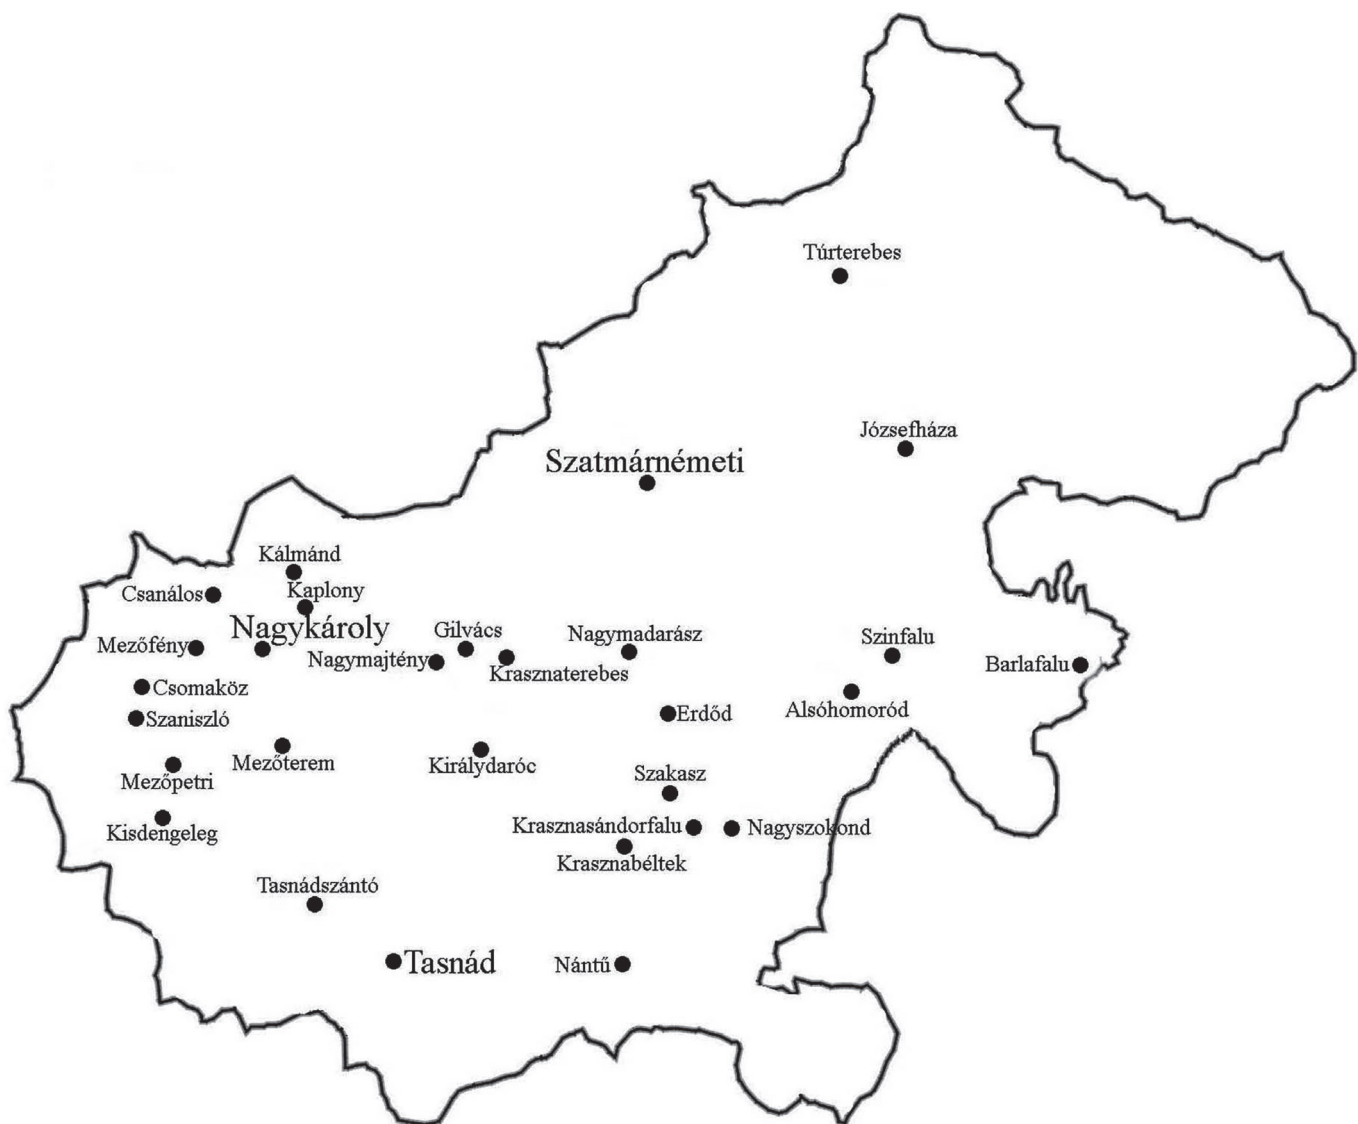 Túrterebes
Józsefháza
Szatmárnémeti
Kálmánd
Csanálos
Kaplony
Nagykároly
Gilvács
Nagymadarász
Szinfalu
Mezőfény
Nagymajtény
Krasznaterebes
Barlafalu
Csomaköz
Alsóhomoród
Szaniszló
Erdőd
Mezőterem
Királydaróc
Mezőpetri
Szakasz
Kisdengeleg
Krasznasándorfalu
Nagyszokond
Krasznabéltek
Tasnádszántó
Tasnád
Nántű